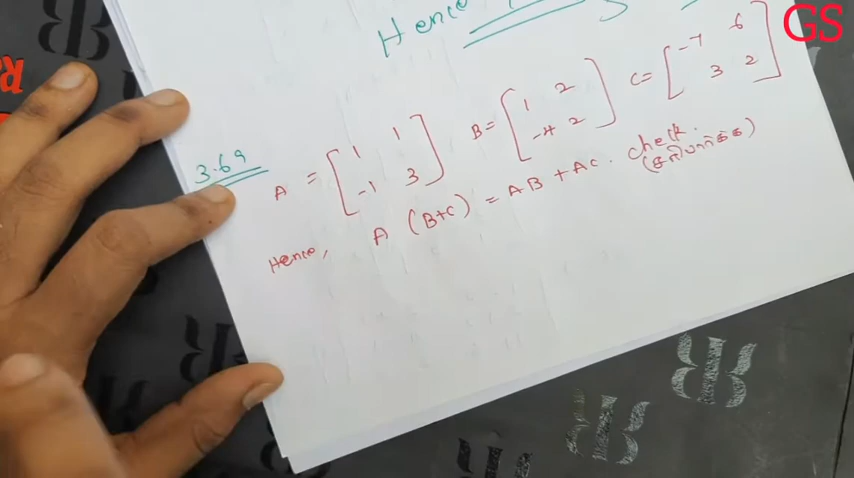 Hence
GS
3.69
A = [ 1 1 -1 3 ] B = [ 1 2 -4 2 ] C = [ -7 6 3 2 ]
Hence, A (B+C) = AB + AC. check.